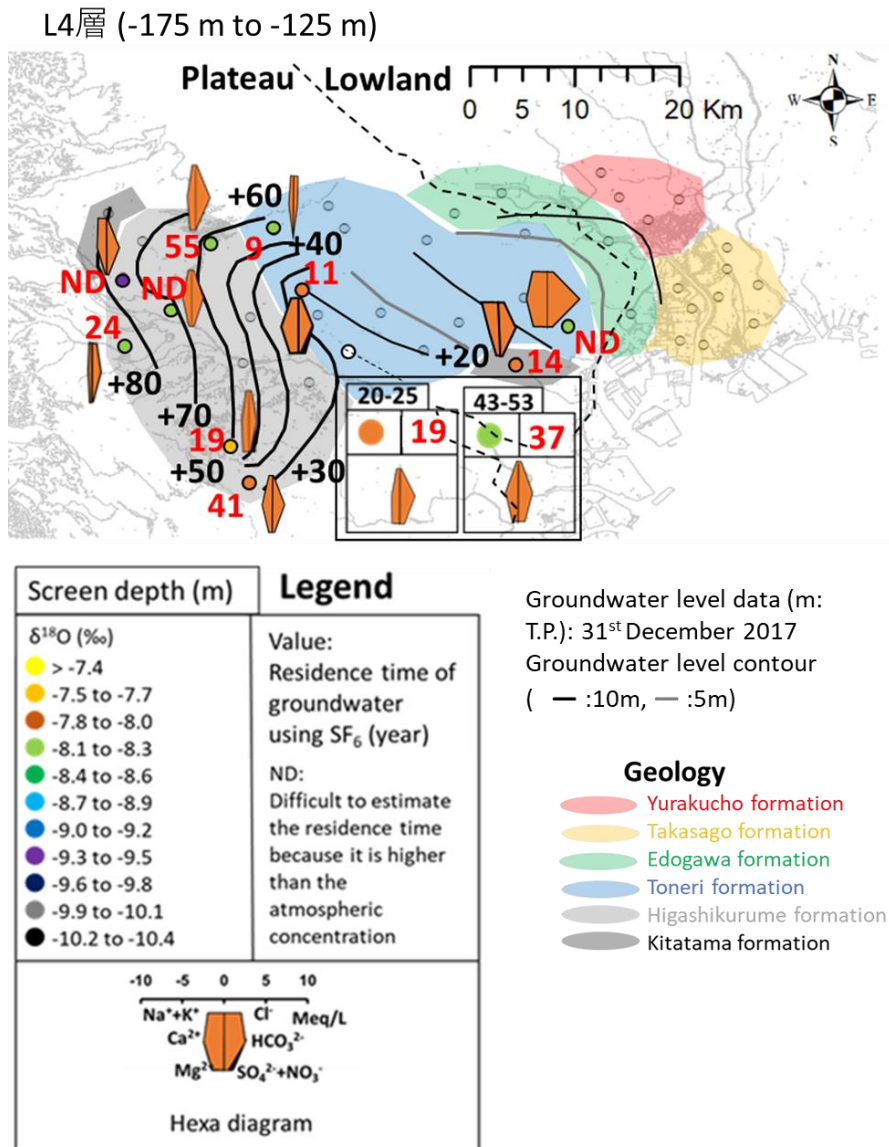 L4層 (-175 m to -125 m)
Plateau Lowland
0 5 10 20 Km
N
W E
S
+60
55 9 +40
11
ND ND
24
+20 14 ND
+80
+70
19
+50 +30
41
20-25 43-53
19 37
Screen depth (m) Legend
δ¹⁸O (‰)
> -7.4
-7.5 to -7.7
-7.8 to -8.0
-8.1 to -8.3
-8.4 to -8.6
-8.7 to -8.9
-9.0 to -9.2
-9.3 to -9.5
-9.6 to -9.8
-9.9 to -10.1
-10.2 to -10.4
Value:
Residence time of
groundwater
using SF₆ (year)
ND:
Difficult to estimate
the residence time
because it is higher
than the
atmospheric
concentration
-10 -5 0 5 10
Na⁺+K⁺ Cl⁻ Meq/L
Ca²⁺ HCO₃²⁻
Mg² SO₄²⁻+NO₃⁻
Hexa diagram
Groundwater level data (m:
T.P.): 31ˢᵗ December 2017
Groundwater level contour
( — :10m, — :5m)
Geology
Yurakucho formation
Takasago formation
Edogawa formation
Toneri formation
Higashikurume formation
Kitatama formation